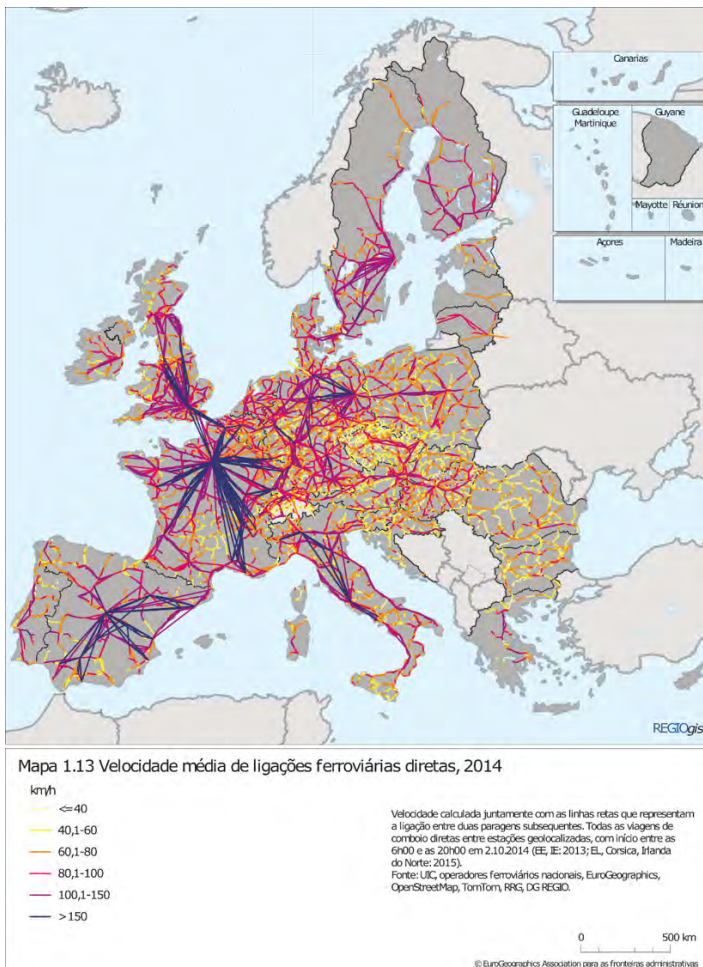 Canarias
Guadeloupe
Martinique
Guyane
Mayotte
Réunion
Açores
Madeira
REGIOgis
Mapa 1.13 Velocidade média de ligações ferroviárias diretas, 2014
km/h
<=40
40,1-60
60,1-80
80,1-100
100,1-150
>150
Velocidade calculada juntamente com as linhas retas que representam
a ligação entre duas paragens subsequentes. Todas as viagens de
comboio diretas entre estações geolocalizadas, com início entre as
6h00 e as 20h00 em 2.10.2014 (EE, IE: 2013; EL, Corsica, Irlanda
do Norte: 2015).
Fonte: UIC, operadores ferroviários nacionais, EuroGeographics,
OpenStreetMap, TomTom, RRG, DG REGIO.
0 500 km
© EuroGeographics Association para as fronteiras administrativas